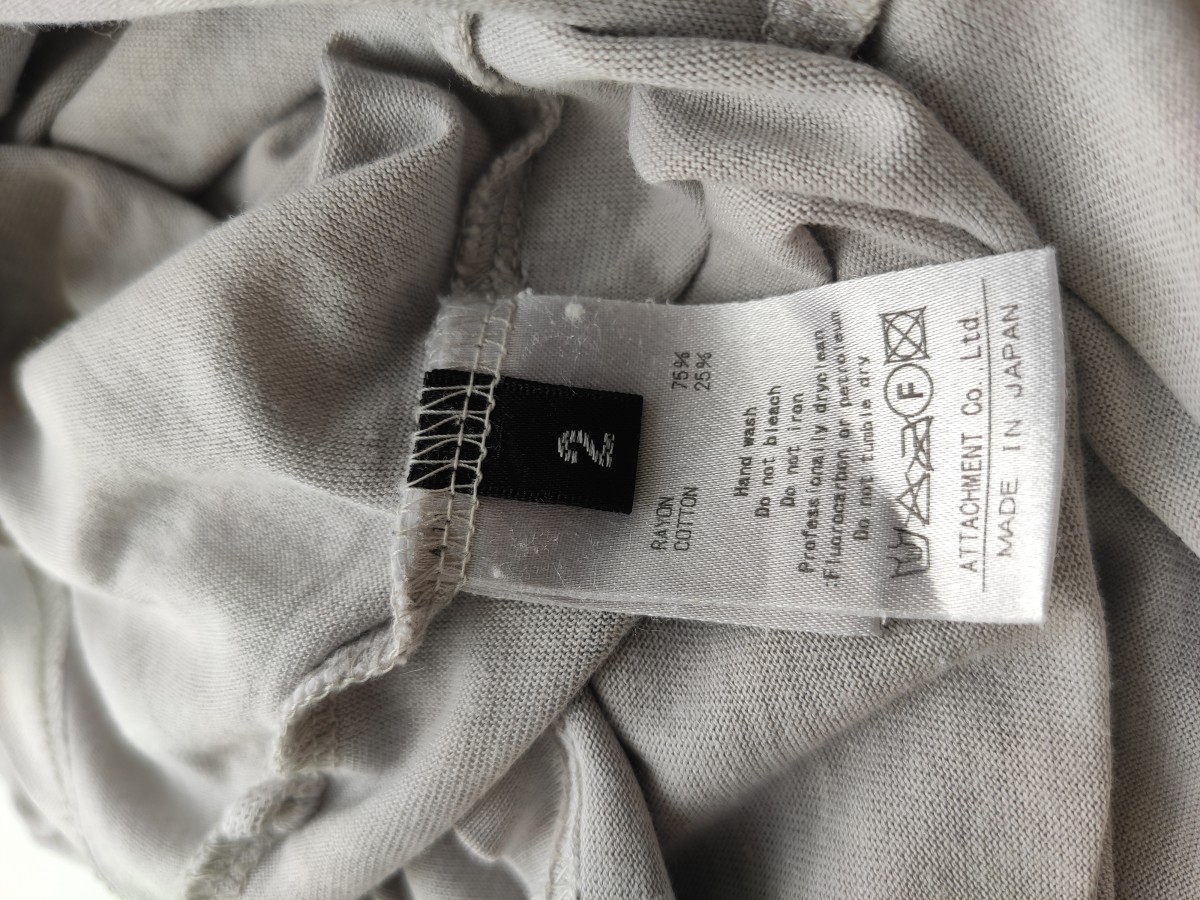 2
RAYON 75%
COTTON 25%
Hand wash
Do not bleach
Do not iron
Professionally dryclean
:Fluorocarbon or petroleum
Do not tumble dry
F
ATTACHMENT Co.,Ltd.
MADE IN JAPAN